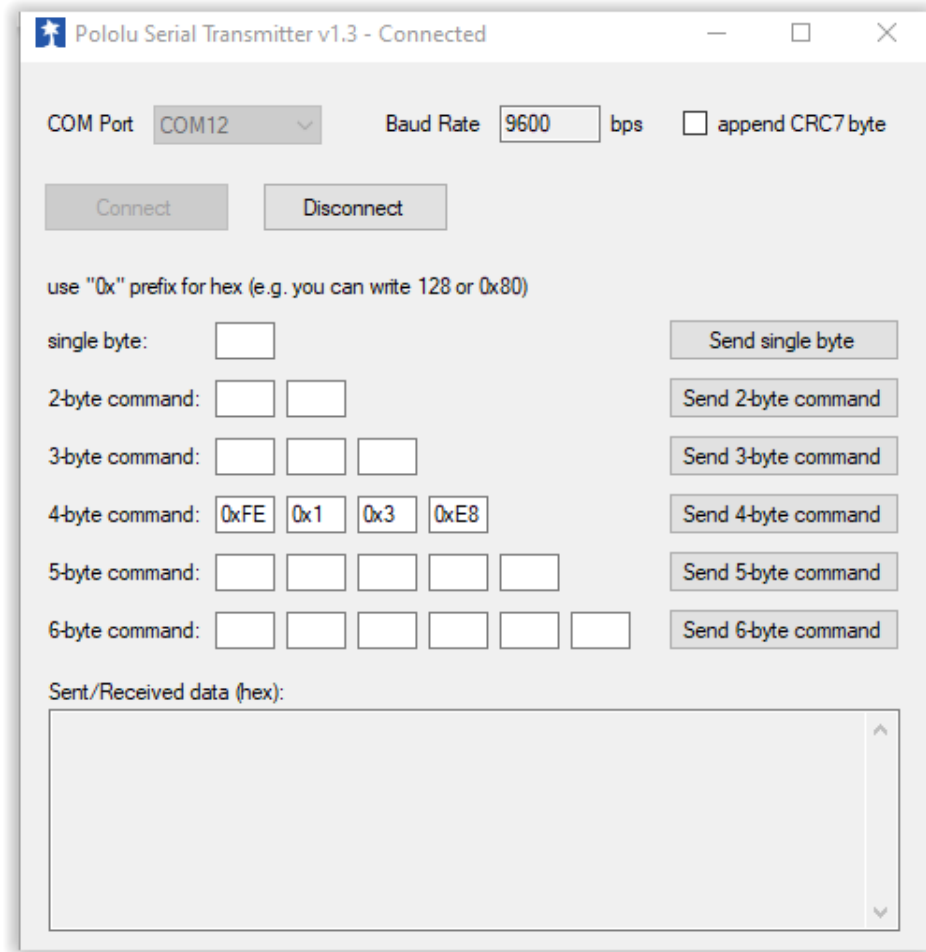 Pololu Serial Transmitter v1.3 - Connected
COM Port COM12 Baud Rate 9600 bps append CRC7 byte
Connect Disconnect
use "0x" prefix for hex (e.g. you can write 128 or 0x80)
single byte: Send single byte
2-byte command: Send 2-byte command
3-byte command: Send 3-byte command
4-byte command: 0xFE 0x1 0x3 0xE8 Send 4-byte command
5-byte command: Send 5-byte command
6-byte command: Send 6-byte command
Sent/Received data (hex):